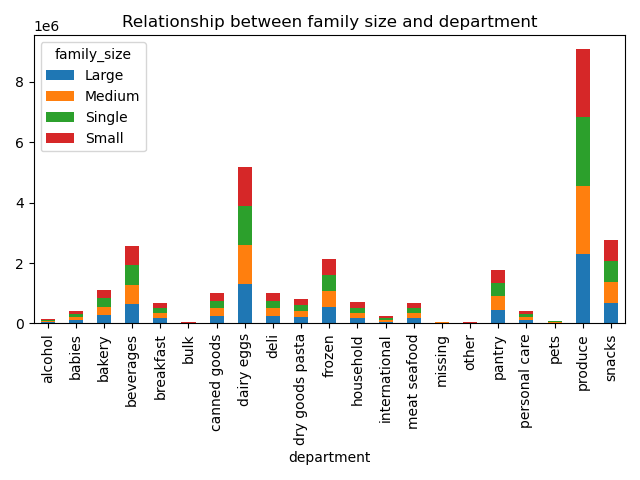 Relationship between family size and department
1e6
family_size
Large
Medium
Single
Small
8
6
4
2
0
alcohol
babies
bakery
beverages
breakfast
bulk
canned goods
dairy eggs
deli
dry goods pasta
frozen
household
international
meat seafood
missing
other
pantry
personal care
pets
produce
snacks
department